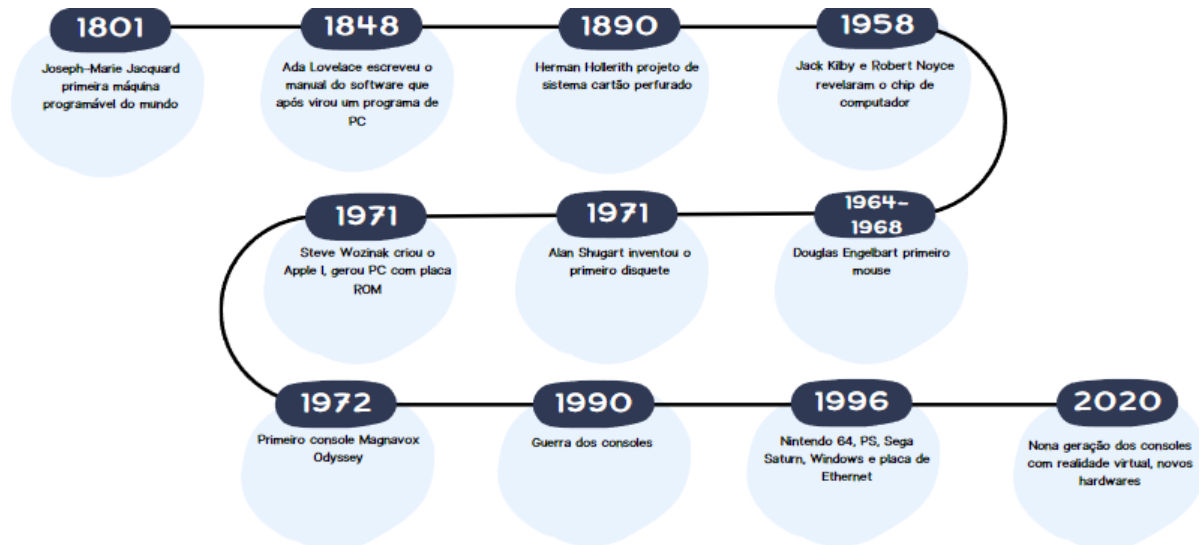 1801
Joseph-Marie Jacquard
primeira máquina
programável do mundo
1848
Ada Lovelace escreveu o
manual do software que
após virou um programa de
PC
1890
Herman Hollerith projeto de
sistema cartão perfurado
1958
Jack Kilby e Robert Noyce
revelaram o chip de
computador
1964-
1968
Douglas Engelbart primeiro
mouse
1971
Alan Shugart inventou o
primeiro disquete
1971
Steve Wozinak criou o
Apple I, gerou PC com placa
ROM
1972
Primeiro console Magnavox
Odyssey
1990
Guerra dos consoles
1996
Nintendo 64, PS, Sega
Saturn, Windows e placa de
Ethernet
2020
Nona geração dos consoles
com realidade virtual, novos
hardwares